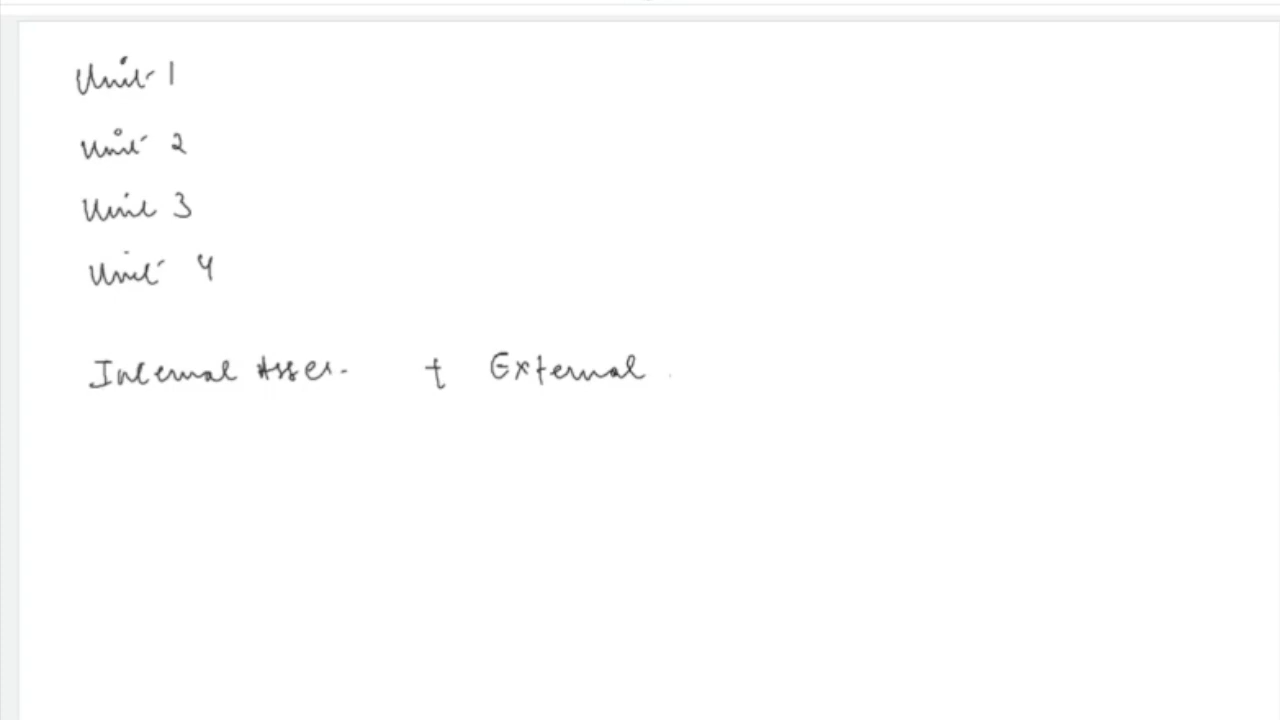 Unit 1
Unit 2
Unit 3
Unit 4
Internal Asses. + External